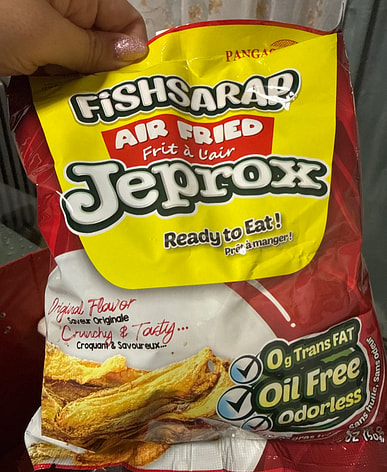 FiSHSARAP
AIR FRIED
Frit à l'air
Jeprox
Ready to Eat!
Prêt à manger!
Original Flavor
Saveur Originale
Crunchy & Tasty...
Croquant & Savoureux...
0g Trans FAT
Oil Free
Odorless